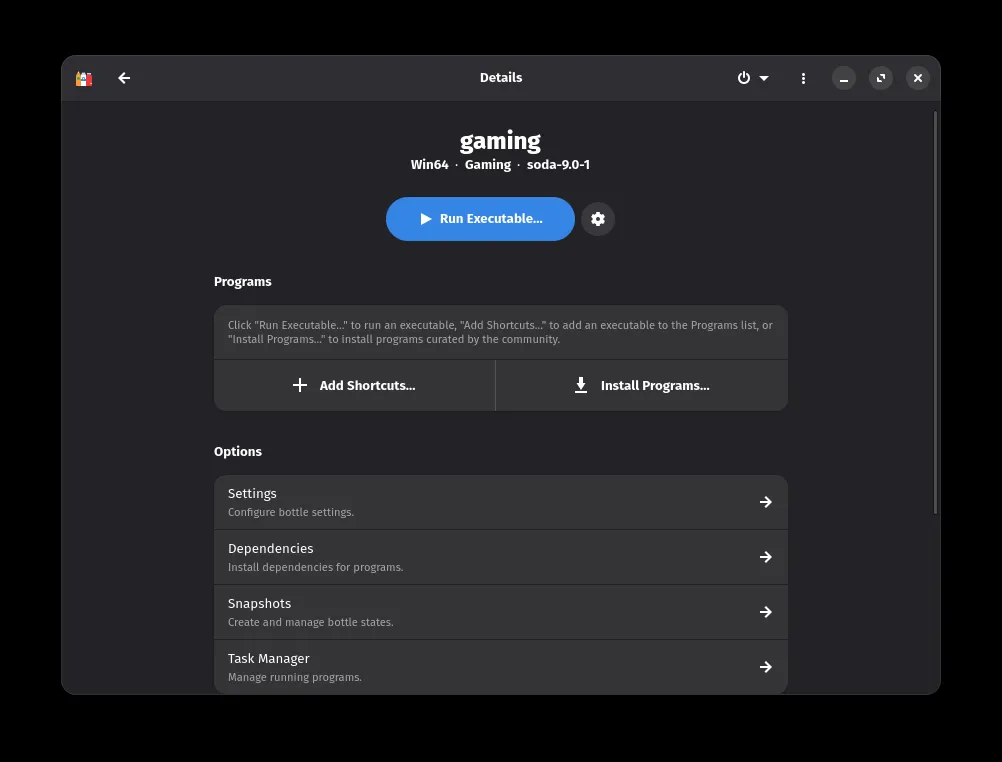 Details
gaming
Win64 · Gaming · soda-9.0-1
Run Executable...
Programs
Click "Run Executable..." to run an executable, "Add Shortcuts..." to add an executable to the Programs list, or
"Install Programs..." to install programs curated by the community.
Add Shortcuts...
Install Programs...
Options
Settings
Configure bottle settings.
Dependencies
Install dependencies for programs.
Snapshots
Create and manage bottle states.
Task Manager
Manage running programs.